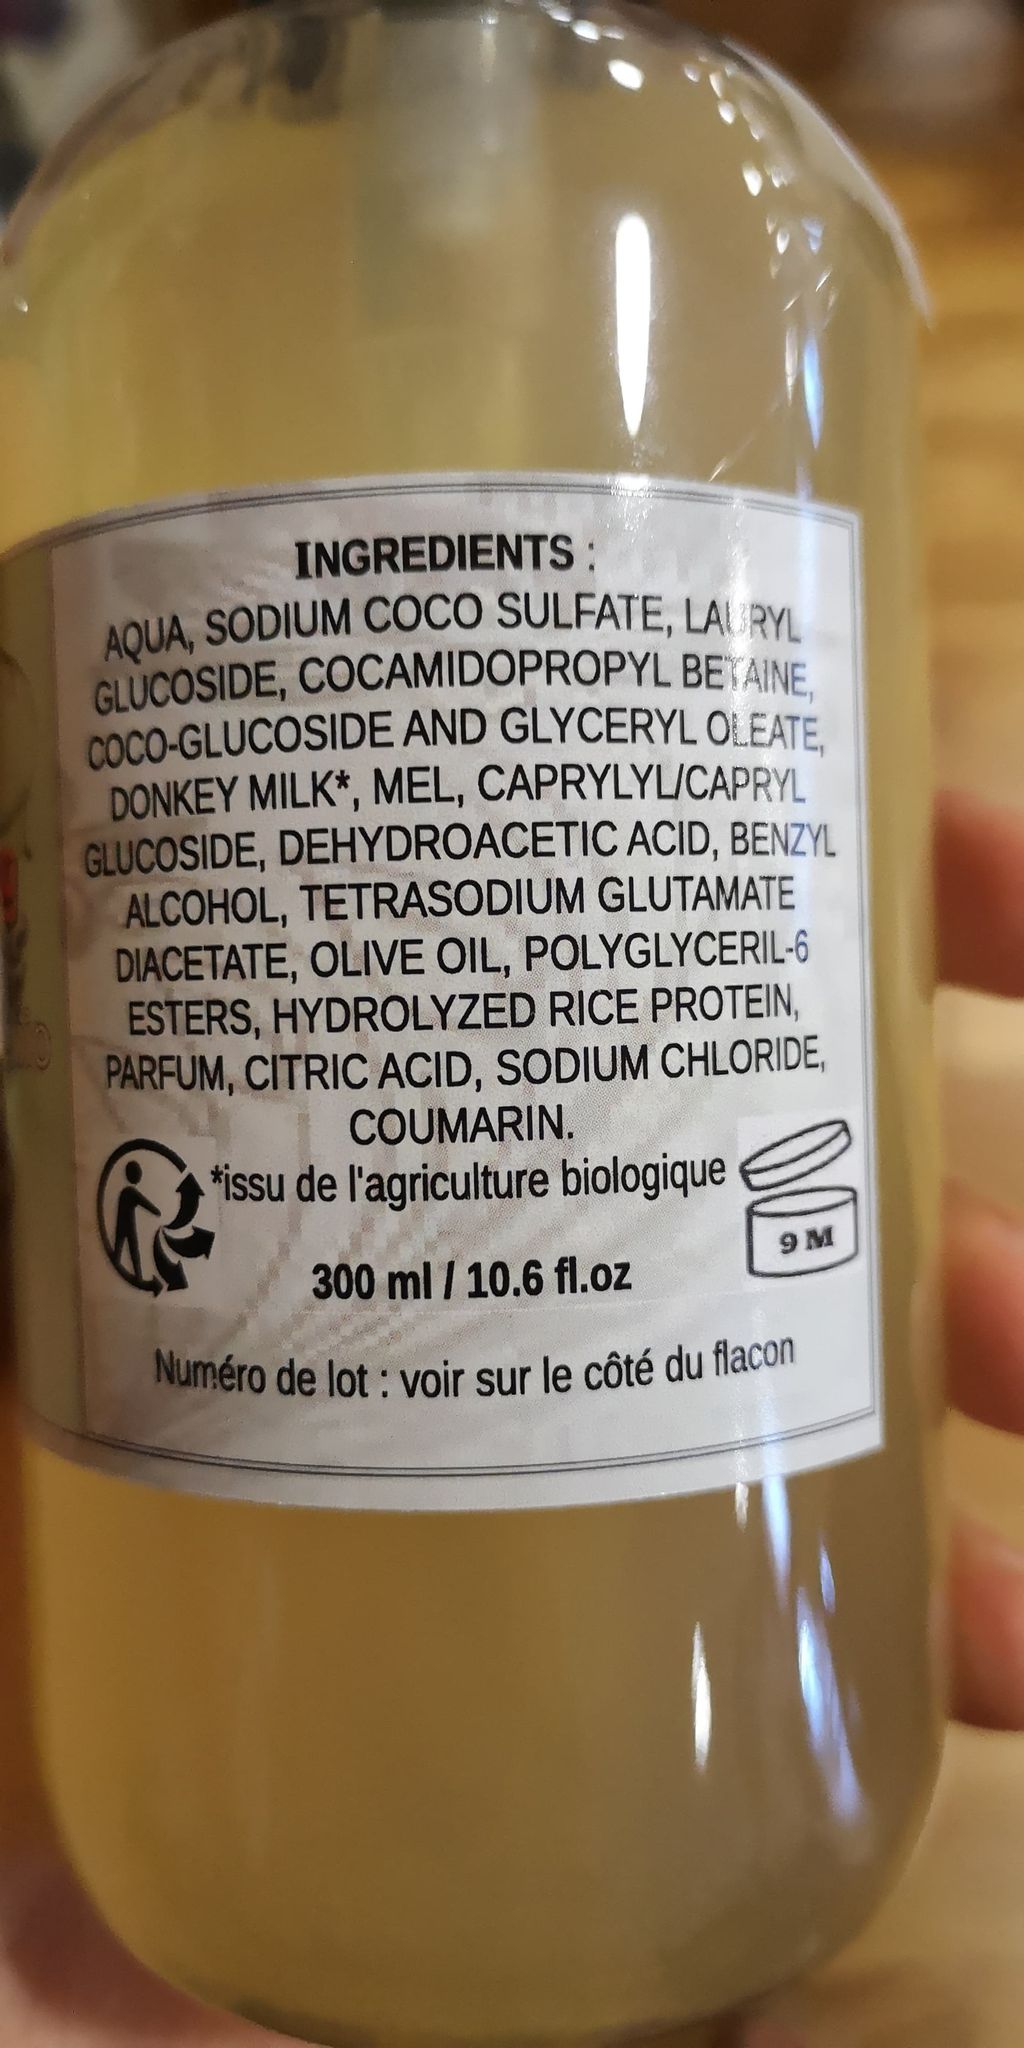 INGREDIENTS :
AQUA, SODIUM COCO SULFATE, LAURYL
GLUCOSIDE, COCAMIDOPROPYL BETAINE,
COCO-GLUCOSIDE AND GLYCERYL OLEATE,
DONKEY MILK*, MEL, CAPRYLYL/CAPRYL
GLUCOSIDE, DEHYDROACETIC ACID, BENZYL
ALCOHOL, TETRASODIUM GLUTAMATE
DIACETATE, OLIVE OIL, POLYGLYCERIL-6
ESTERS, HYDROLYZED RICE PROTEIN,
PARFUM, CITRIC ACID, SODIUM CHLORIDE,
COUMARIN.
*issu de l'agriculture biologique
9 M
300 ml / 10.6 fl.oz
Numéro de lot : voir sur le côté du flacon